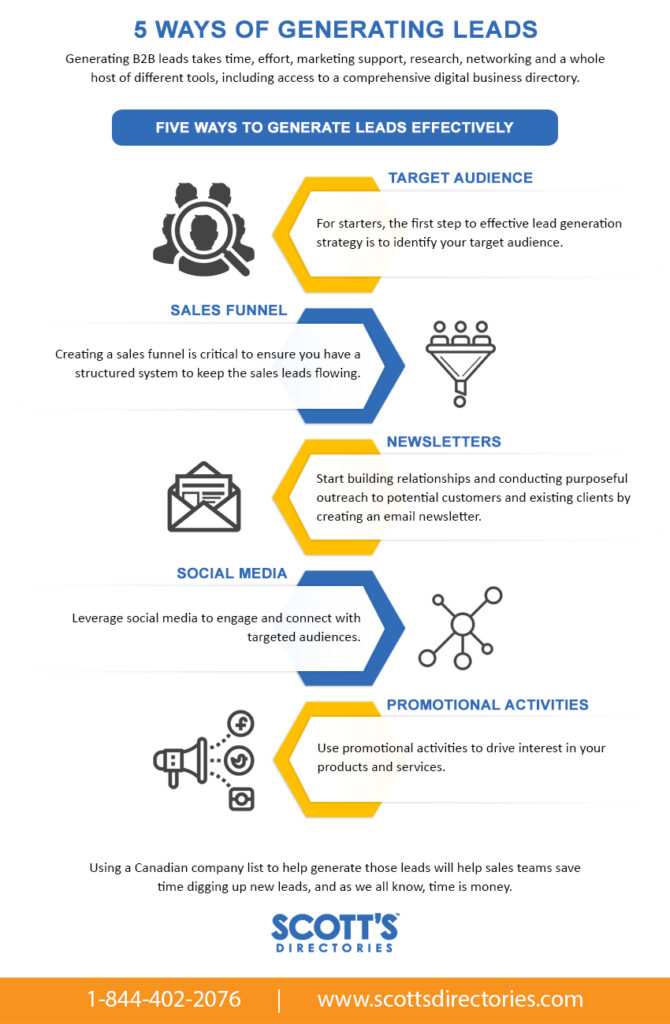 5 WAYS OF GENERATING LEADS
Generating B2B leads takes time, effort, marketing support, research, networking and a whole
host of different tools, including access to a comprehensive digital business directory.
FIVE WAYS TO GENERATE LEADS EFFECTIVELY
TARGET AUDIENCE
For starters, the first step to effective lead generation
strategy is to identify your target audience.
SALES FUNNEL
Creating a sales funnel is critical to ensure you have a
structured system to keep the sales leads flowing.
NEWSLETTERS
Start building relationships and conducting purposeful
outreach to potential customers and existing clients by
creating an email newsletter.
SOCIAL MEDIA
Leverage social media to engage and connect with
targeted audiences.
PROMOTIONAL ACTIVITIES
Use promotional activities to drive interest in your
products and services.
Using a Canadian company list to help generate those leads will help sales teams save
time digging up new leads, and as we all know, time is money.
SCOTT'S™
DIRECTORIES
1-844-402-2076 | www.scottsdirectories.com